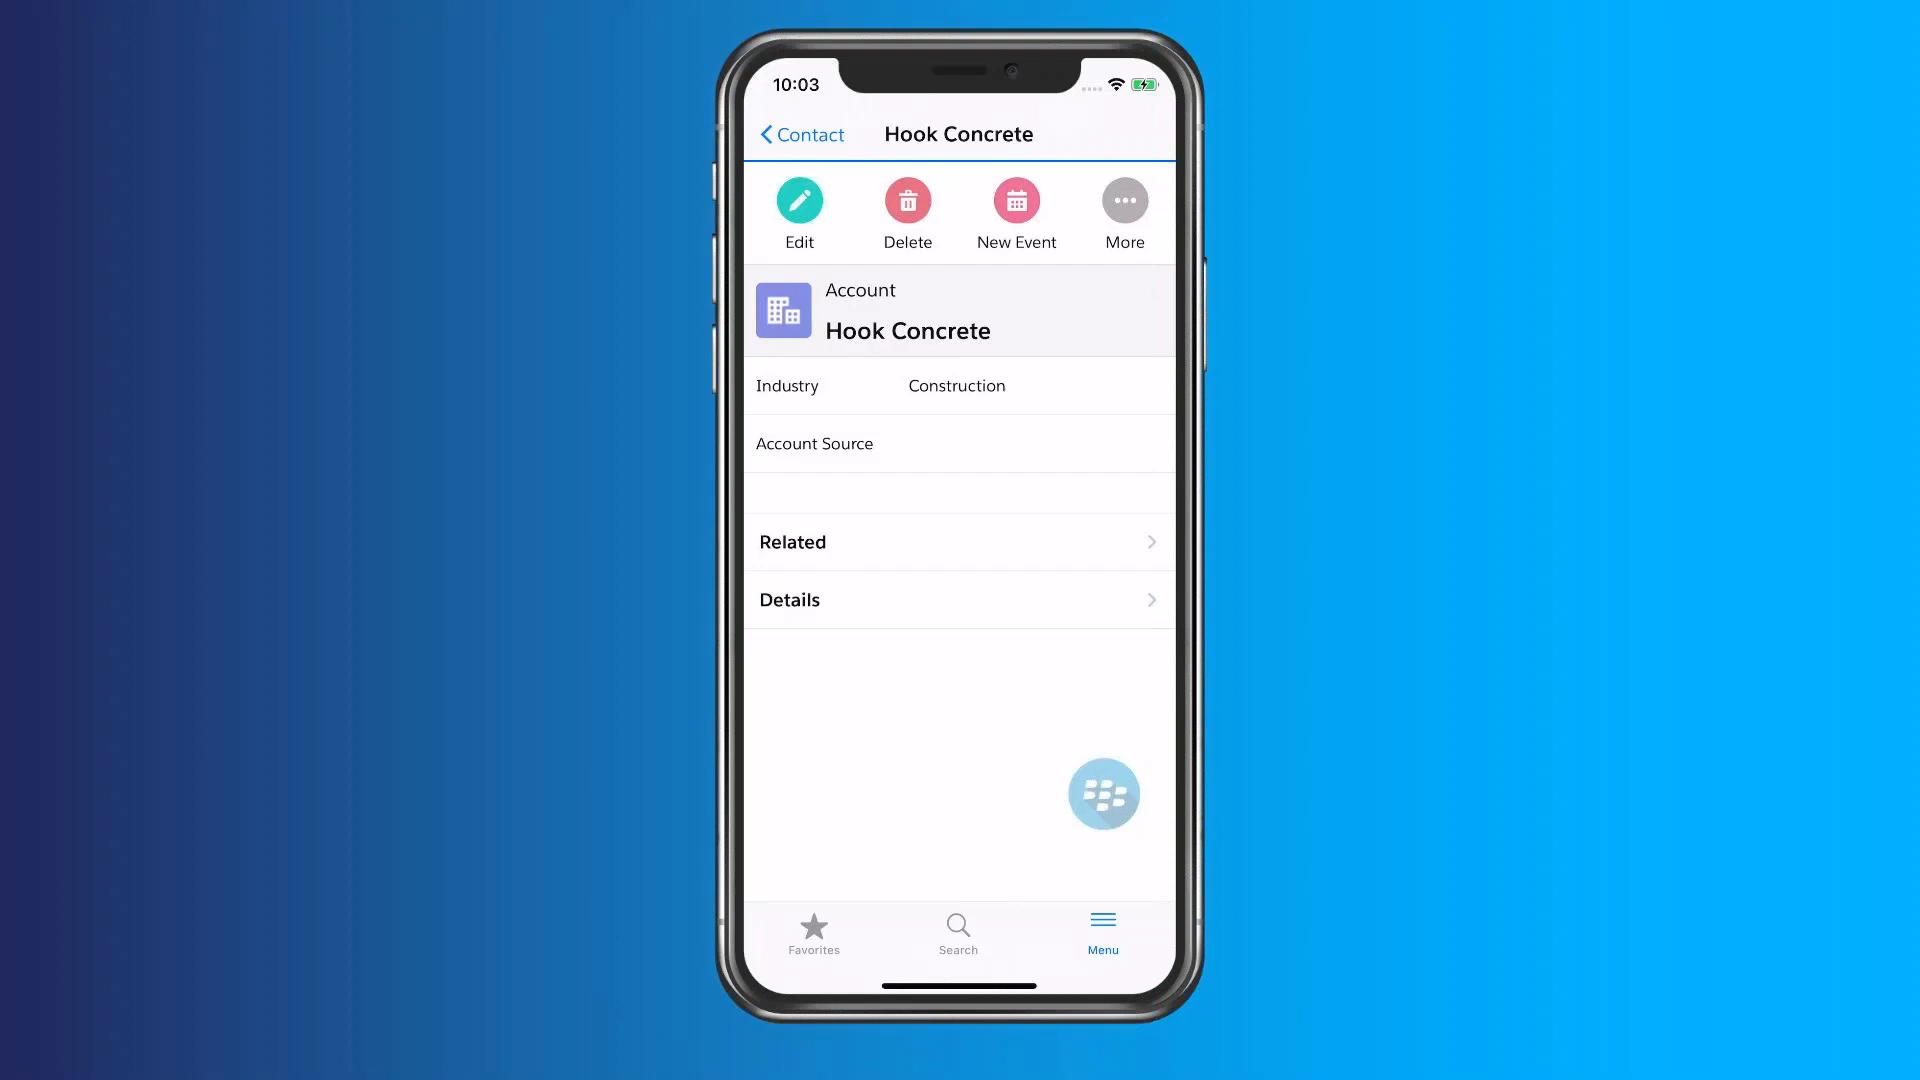 10:03
Contact
Hook Concrete
Edit
Delete
New Event
More
Account
Hook Concrete
Industry
Construction
Account Source
Related
Details
Favorites
Search
Menu